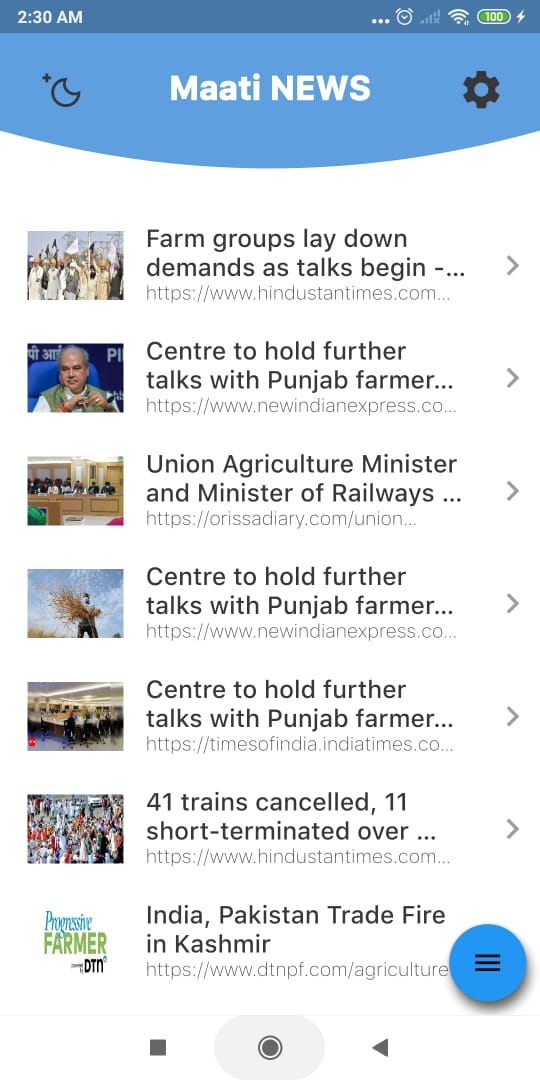 2:30 AM
100
Maati NEWS
Farm groups lay down
demands as talks begin -...
https://www.hindustantimes.com...
Centre to hold further
talks with Punjab farmer...
https://www.newindianexpress.co...
Union Agriculture Minister
and Minister of Railways ...
https://orissadiary.com/union...
Centre to hold further
talks with Punjab farmer...
https://www.newindianexpress.co...
Centre to hold further
talks with Punjab farmer...
https://timesofindia.indiatimes.co...
41 trains cancelled, 11
short-terminated over ...
https://www.hindustantimes.com...
Progressive
FARMER
DTN
India, Pakistan Trade Fire
in Kashmir
https://www.dtnpf.com/agriculture